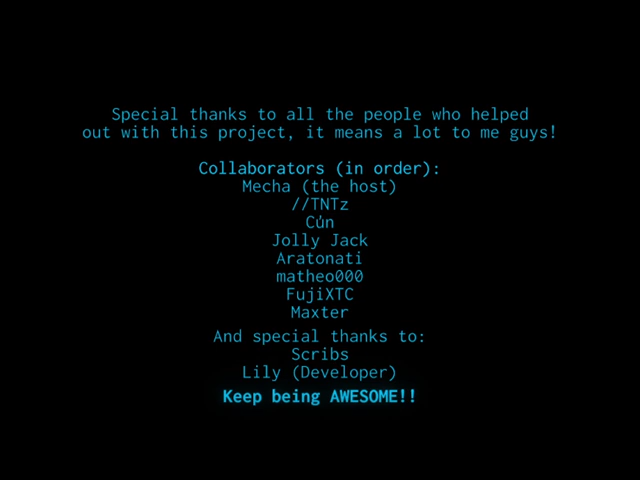 Special thanks to all the people who helped
out with this project, it means a lot to me guys!
Collaborators (in order):
Mecha (the host)
//TNTz
Cún
Jolly Jack
Aratonati
matheo000
FujiXTC
Maxter
And special thanks to:
Scribs
Lily (Developer)
Keep being AWESOME!!